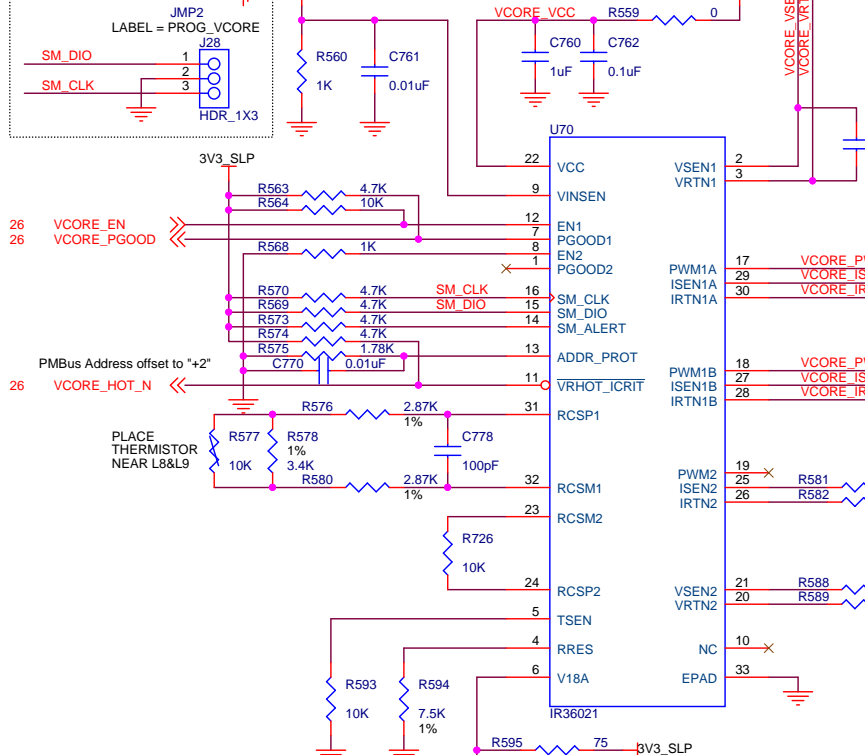 JMP2
LABEL = PROG_VCORE
J28
SM_DIO
1
2
SM_CLK
3
HDR_1X3
R560
1K
C761
0.01uF
VCORE_VCC
R559
0
C760
1uF
C762
0.1uF
U70
3V3_SLP
22 VCC
VSEN1 2
VRTN1 3
R563 4.7K
9 VINSEN
R564 10K
26 VCORE_EN
12 EN1
26 VCORE_PGOOD
7 PGOOD1
R568 1K
8 EN2
1 PGOOD2
PWM1A 17
ISEN1A 29
IRTN1A 30
R570 4.7K SM_CLK 16 SM_CLK
R569 4.7K SM_DIO 15 SM_DIO
R573 4.7K 14 SM_ALERT
R574 4.7K
R575 1.78K
13 ADDR_PROT
PMBus Address offset to "+2"
C770 0.01uF
26 VCORE_HOT_N
11 VRHOT_ICRIT
PWM1B 18
ISEN1B 27
IRTN1B 28
R576 2.87K
1%
31 RCSP1
PLACE
THERMISTOR
NEAR L8&L9
R577
10K
R578
1%
3.4K
C778
100pF
R580 2.87K
1%
32 RCSM1
PWM2 19
ISEN2 25
R581
IRTN2 26
R582
23 RCSM2
R726
10K
24 RCSP2
VSEN2 21
R588
VRTN2 20
R589
5 TSEN
4 RRES
NC 10
6 V18A
EPAD 33
R593
10K
R594
7.5K
1%
IR36021
R595 75 3V3_SLP